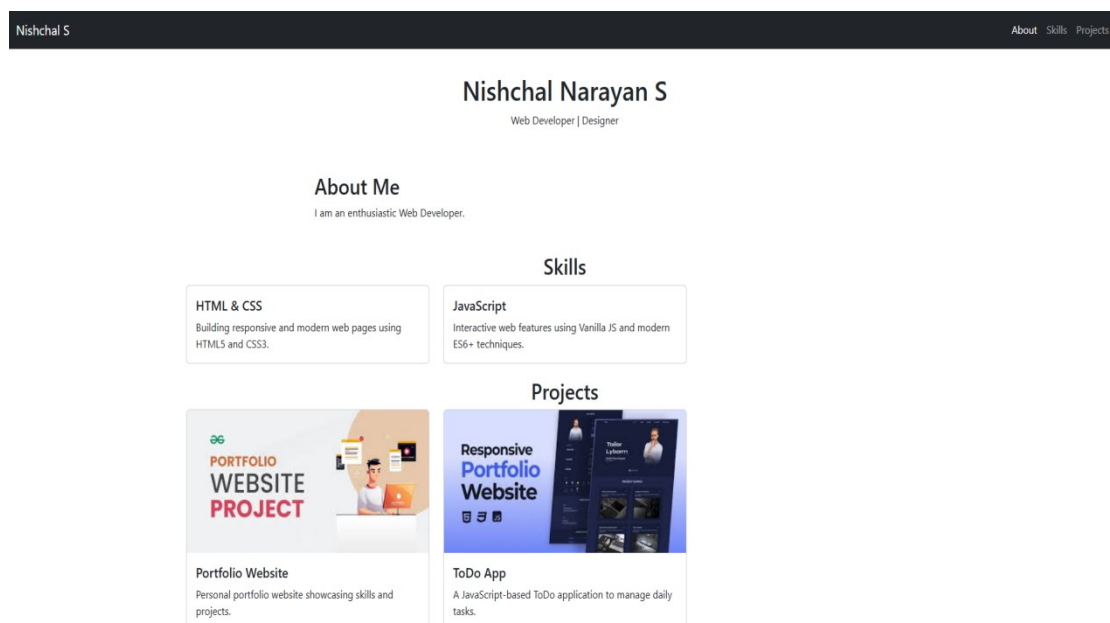 Nishchal S
About Skills Projects
Nishchal Narayan S
Web Developer | Designer
About Me
I am an enthusiastic Web Developer.
Skills
HTML & CSS
Building responsive and modern web pages using
HTML5 and CSS3.
JavaScript
Interactive web features using Vanilla JS and modern
ES6+ techniques.
Projects
PORTFOLIO
WEBSITE
PROJECT
Responsive
Portfolio
Website
Portfolio Website
Personal portfolio website showcasing skills and
projects.
ToDo App
A JavaScript-based ToDo application to manage daily
tasks.